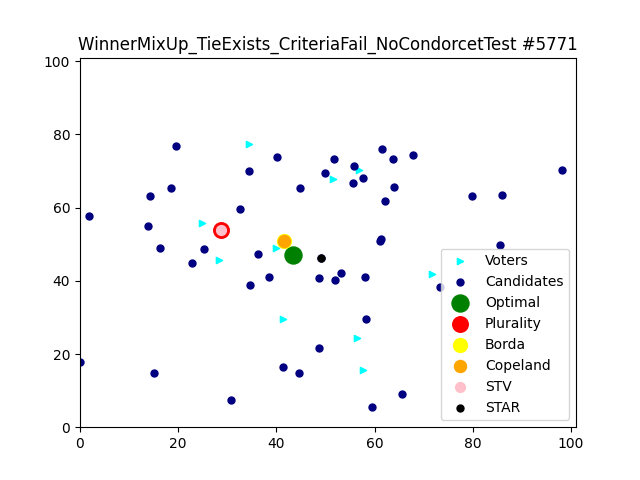 WinnerMixUp_TieExists_CriteriaFail_NoCondorcetTest #5771
100
80
60
40
20
0
0 20 40 60 80 100
Voters
Candidates
Optimal
Plurality
Borda
Copeland
STV
STAR